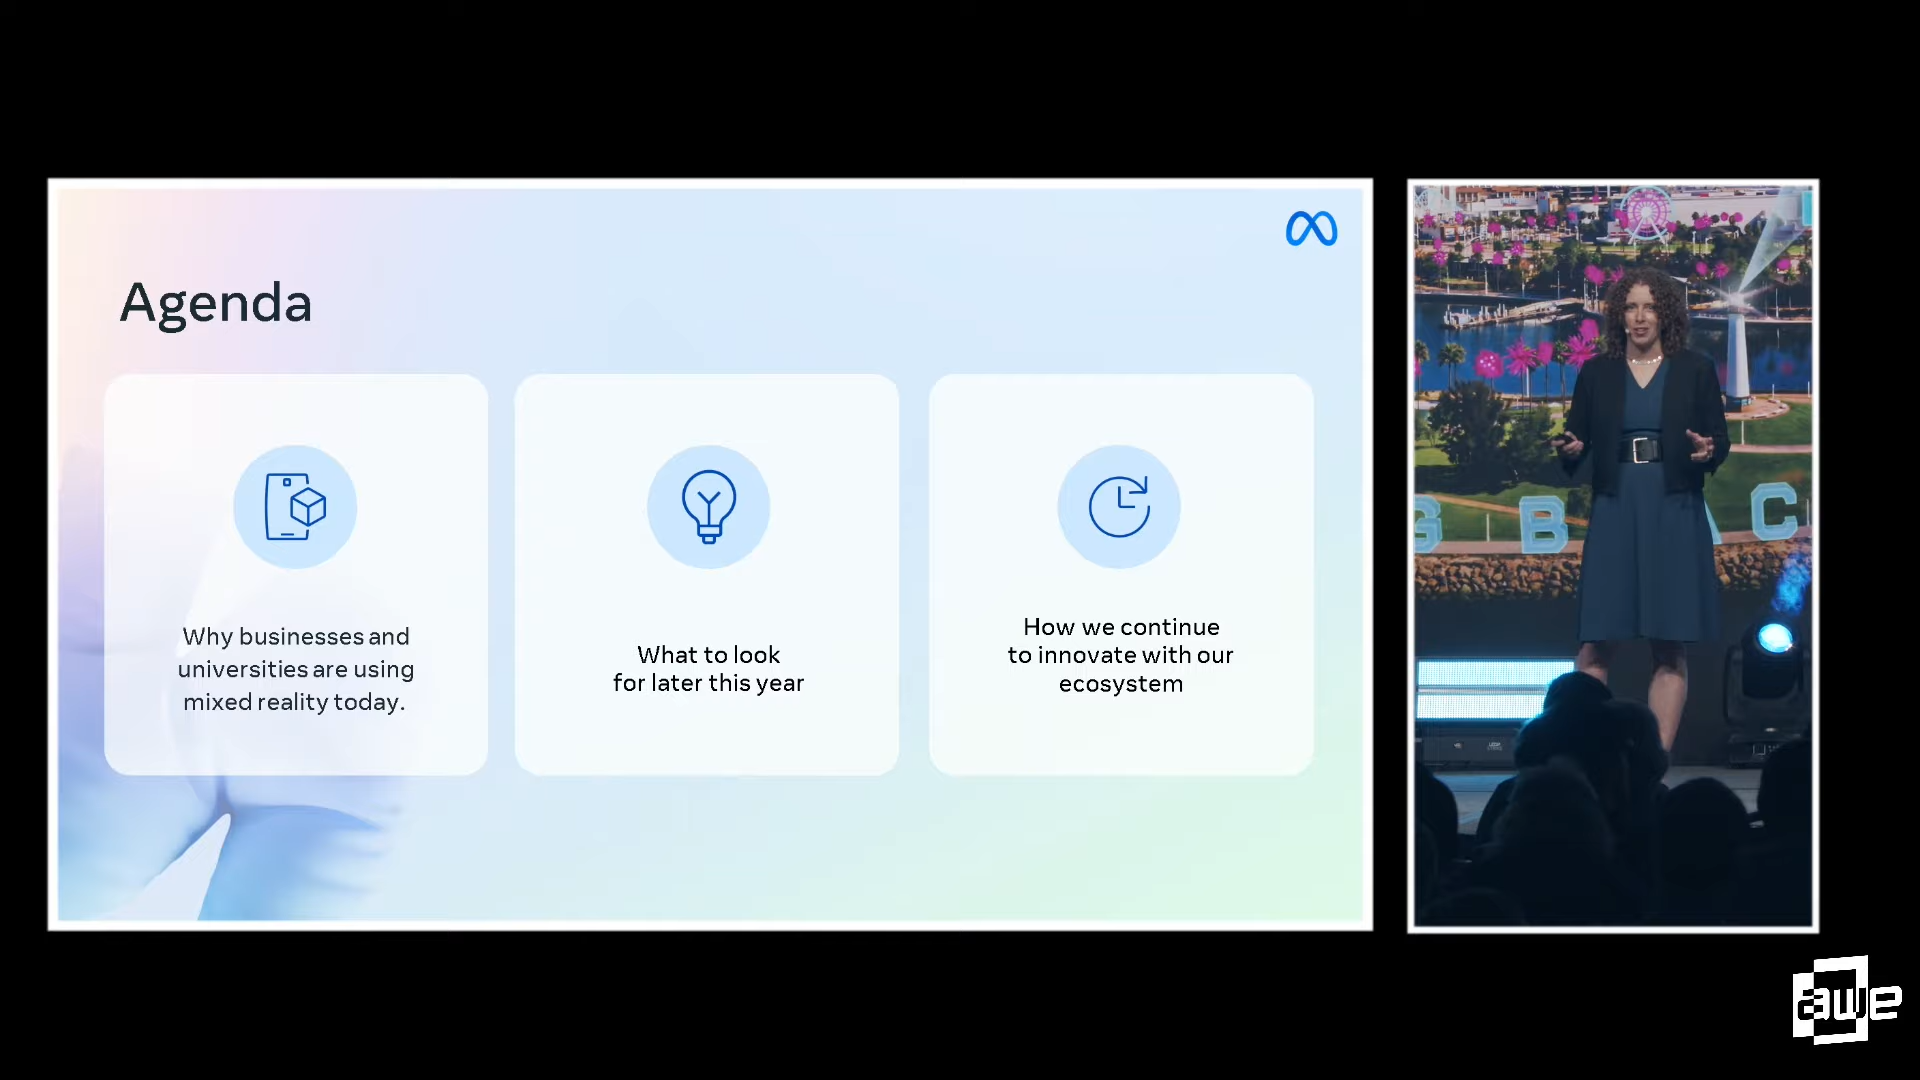 Agenda
Why businesses and
universities are using
mixed reality today.
What to look
for later this year
How we continue
to innovate with our
ecosystem
G B A C
awe